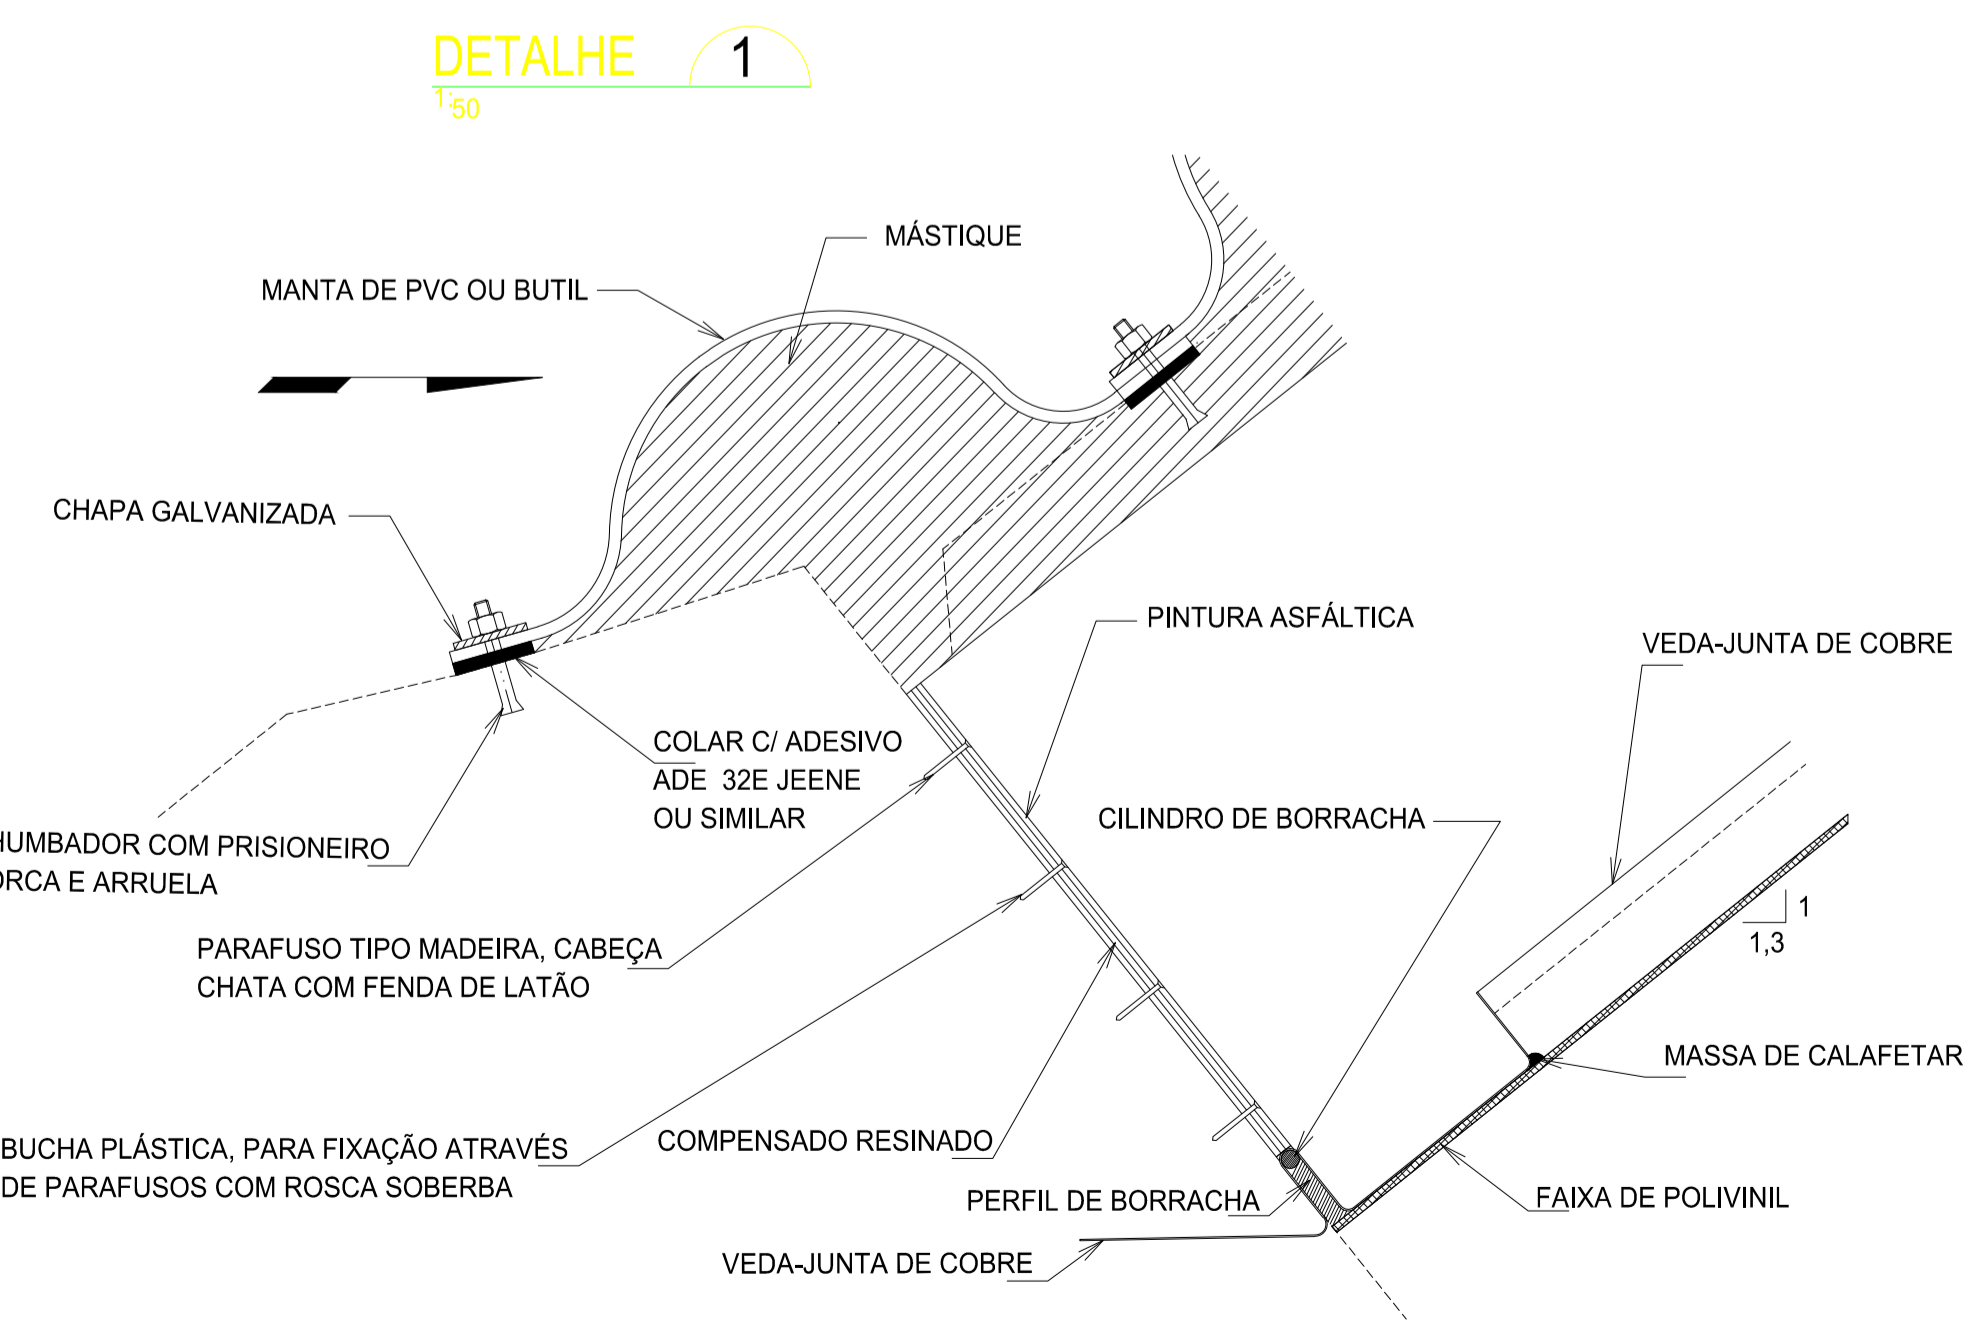 DETALHE 1
1:50
MÁSTIQUE
MANTA DE PVC OU BUTIL
CHAPA GALVANIZADA
PINTURA ASFÁLTICA
VEDA-JUNTA DE COBRE
COLAR C/ ADESIVO
ADE 32E JEENE
OU SIMILAR
CILINDRO DE BORRACHA
HUMBADOR COM PRISIONEIRO
ORCA E ARRUELA
1
1,3
PARAFUSO TIPO MADEIRA, CABEÇA
CHATA COM FENDA DE LATÃO
MASSA DE CALAFETAR
BUCHA PLÁSTICA, PARA FIXAÇÃO ATRAVÉS
DE PARAFUSOS COM ROSCA SOBERBA
COMPENSADO RESINADO
PERFIL DE BORRACHA
FAIXA DE POLIVINIL
VEDA-JUNTA DE COBRE